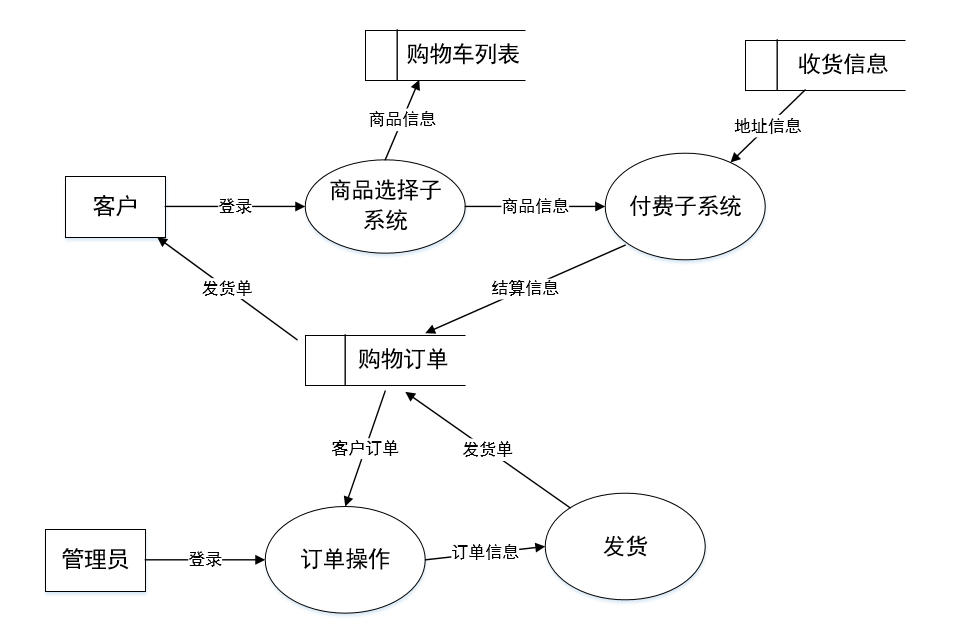 购物车列表
收货信息
商品信息
地址信息
客户
登录
商品选择子
系统
商品信息
付费子系统
发货单
结算信息
购物订单
客户订单
发货单
管理员
登录
订单操作
订单信息
发货